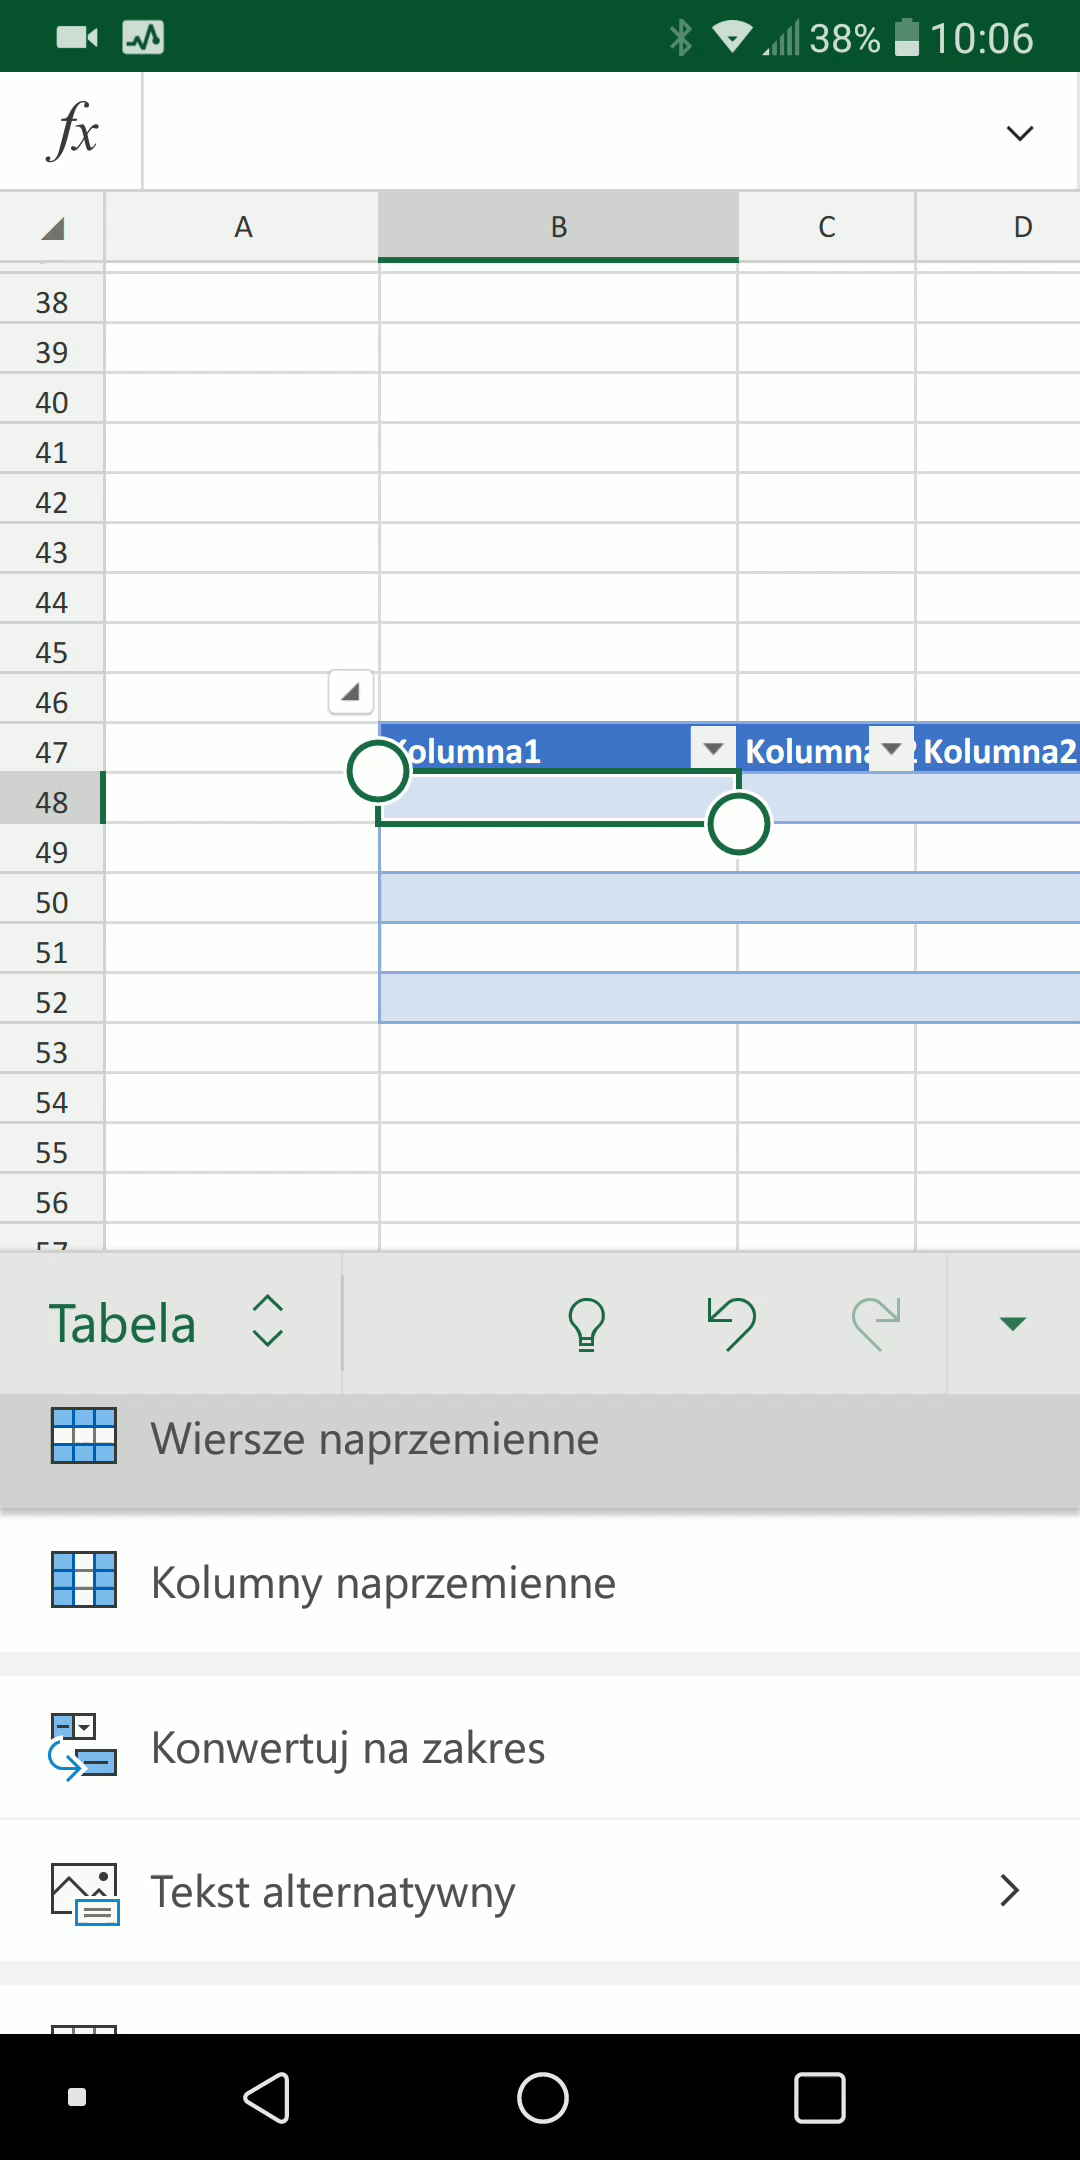 38% 10:06
fx
A B C D
38
39
40
41
42
43
44
45
46
47 Kolumna1 Kolumna2
48
49
50
51
52
53
54
55
56
57
Tabela
Wiersze naprzemienne
Kolumny naprzemienne
Konwertuj na zakres
Tekst alternatywny